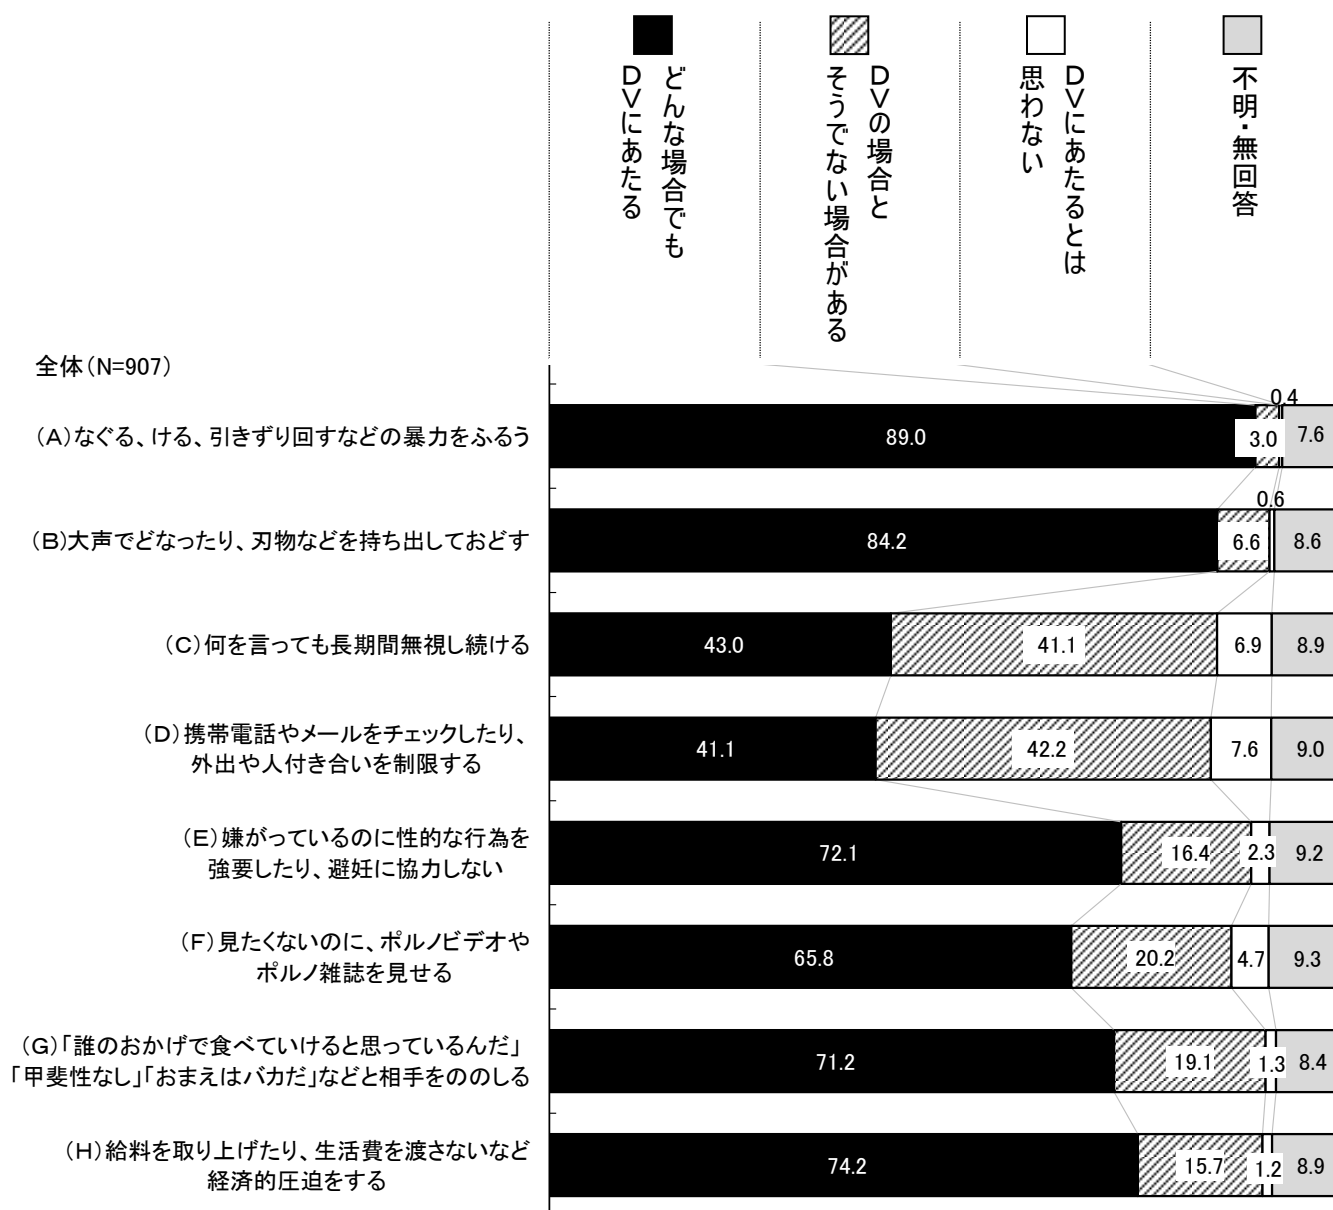 どんな場合でも
DVにあたる
DVの場合と
そうでない場合がある
DVにあたるとは
思わない
不明・無回答
全体(N=907)
(A)なぐる、ける、引きずり回すなどの暴力をふるう
89.0
3.0
0.4
7.6
(B)大声でどなったり、刃物などを持ち出しておどす
84.2
6.6
0.6
8.6
(C)何を言っても長期間無視し続ける
43.0
41.1
6.9
8.9
(D)携帯電話やメールをチェックしたり、
外出や人付き合いを制限する
41.1
42.2
7.6
9.0
(E)嫌がっているのに性的な行為を
強要したり、避妊に協力しない
72.1
16.4
2.3
9.2
(F)見たくないのに、ポルノビデオや
ポルノ雑誌を見せる
65.8
20.2
4.7
9.3
(G)「誰のおかげで食べていけると思っているんだ」
「甲斐性なし」「おまえはバカだ」などと相手をののしる
71.2
19.1
1.3
8.4
(H)給料を取り上げたり、生活費を渡さないなど
経済的圧迫をする
74.2
15.7
1.2
8.9